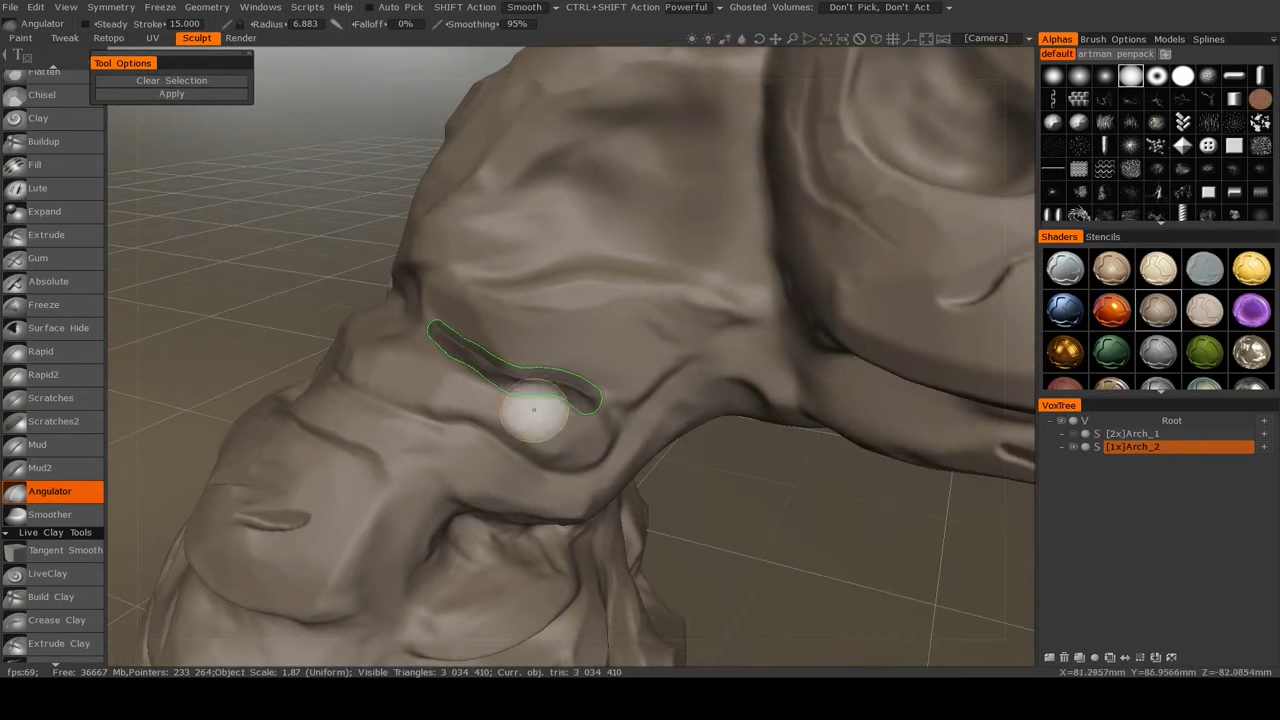 File Edit View Symmetry Freeze Geometry Windows Scripts Help Auto Pick SHIFT Action Smooth CTRL+SHIFT Action Powerful Ghosted Volumes: Don't Pick, Don't Act
Angulator Steady Stroke 15.000 Radius 6.883 Falloff 0% Smoothing 95%
Paint Tweak Retopo UV Sculpt Render [Camera]
Tool Options
Clear Selection
Apply
Flatten
Chisel
Clay
Buildup
Fill
Lute
Expand
Extrude
Gum
Absolute
Freeze
Surface Hide
Rapid
Rapid2
Scratches
Scratches2
Mud
Mud2
Angulator
Smoother
Live Clay Tools
Tangent Smooth
LiveClay
Build Clay
Crease Clay
Extrude Clay
Alphas Brush Options Models Splines
default artman penpack
Shaders Stencils
VoxTree
V Root
S [2x]Arch_1
S [1x]Arch_2
fps:69; Free: 36667 Mb,Pointers: 233 264;Object Scale: 1.87 (Uniform); Visible Triangles: 3 034 410; Curr. obj. tris: 3 034 410 X=81.2957mm Y=86.9566mm Z=-82.0854mm